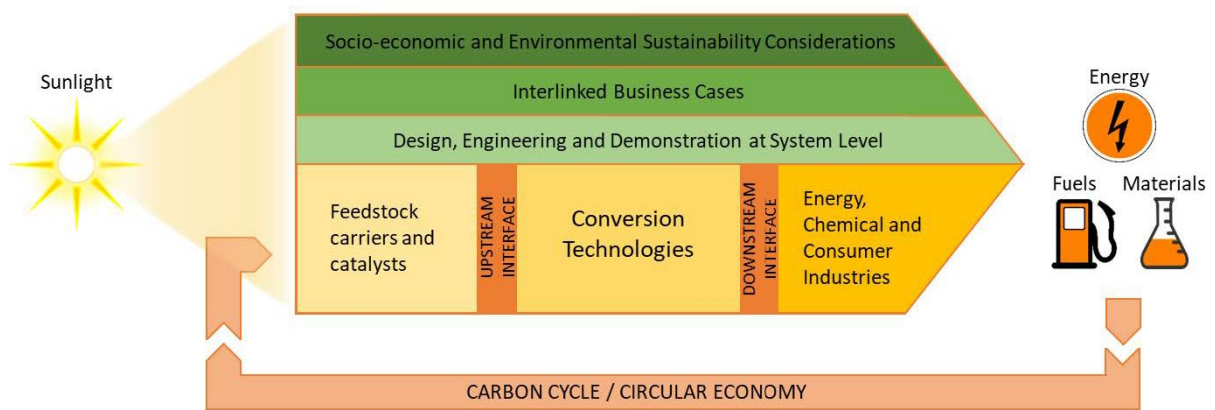 Sunlight
Socio-economic and Environmental Sustainability Considerations
Interlinked Business Cases
Design, Engineering and Demonstration at System Level
Feedstock
carriers and
catalysts
UPSTREAM
INTERFACE
Conversion
Technologies
DOWNSTREAM
INTERFACE
Energy,
Chemical and
Consumer
Industries
Energy
Fuels
Materials
CARBON CYCLE / CIRCULAR ECONOMY